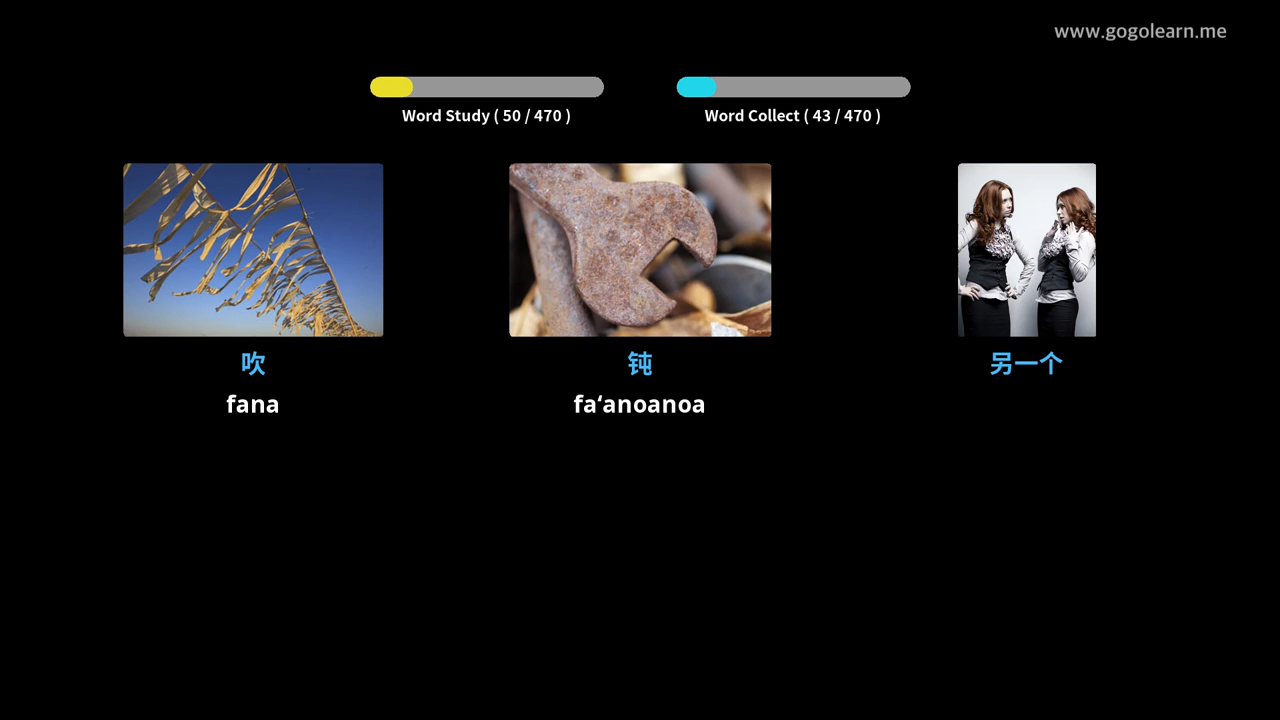 www.gogolearn.me
Word Study ( 50 / 470 )
Word Collect ( 43 / 470 )
吹
fana
钝
fa‘anoanoa
另一个